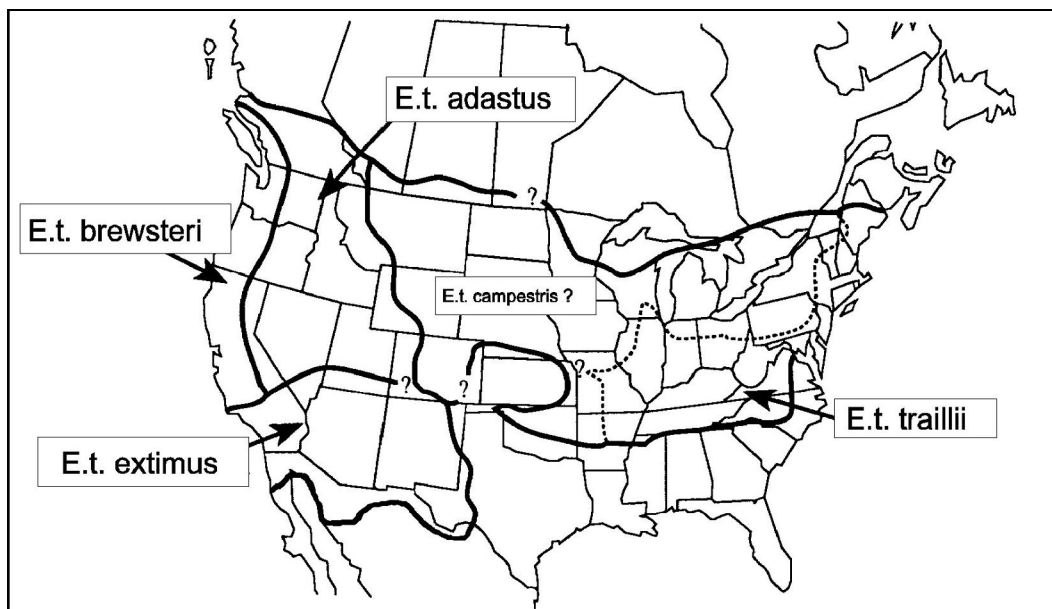 E.t. adastus
?
E.t. brewsteri
E.t. campestris ?
?
?
?
E.t. traillii
E.t. extimus